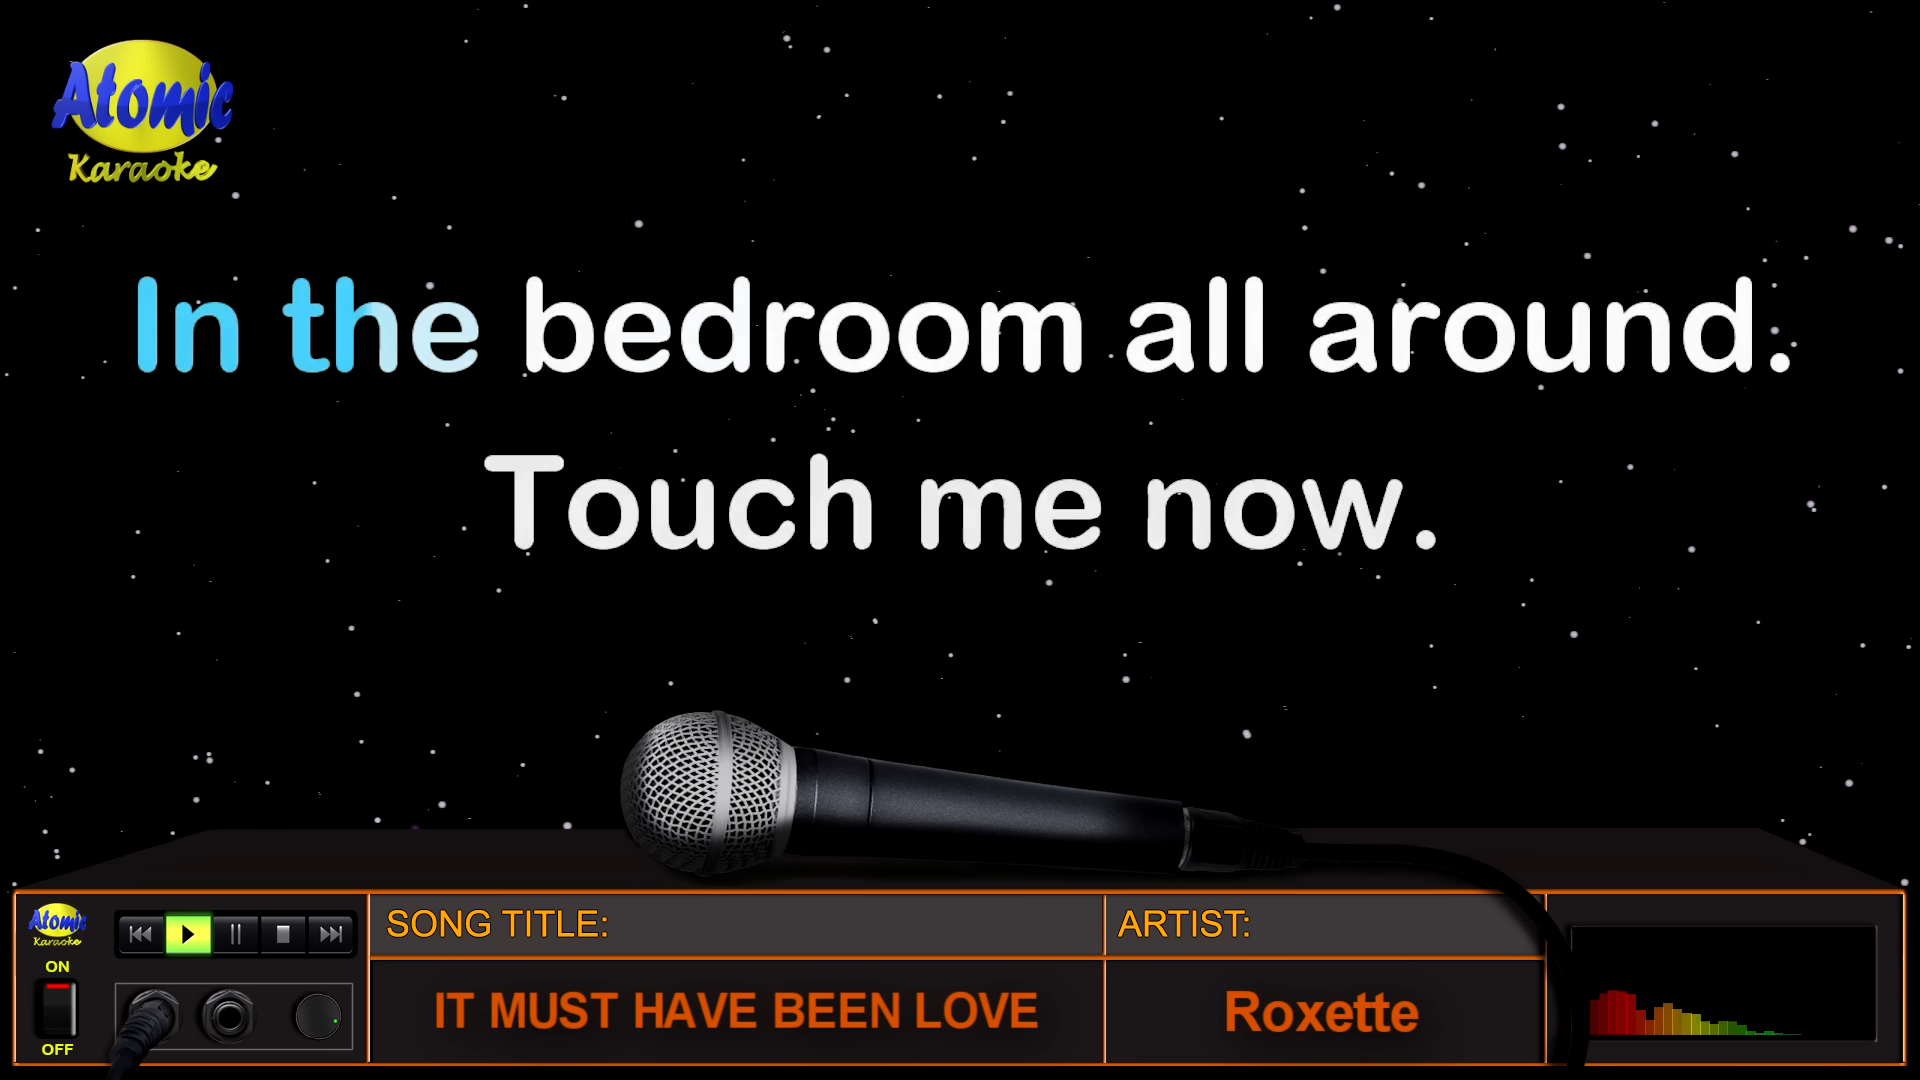 Atomic
Karaoke
In the bedroom all around.
Touch me now.
Atomic
Karaoke
ON
OFF
SONG TITLE:
IT MUST HAVE BEEN LOVE
ARTIST:
Roxette